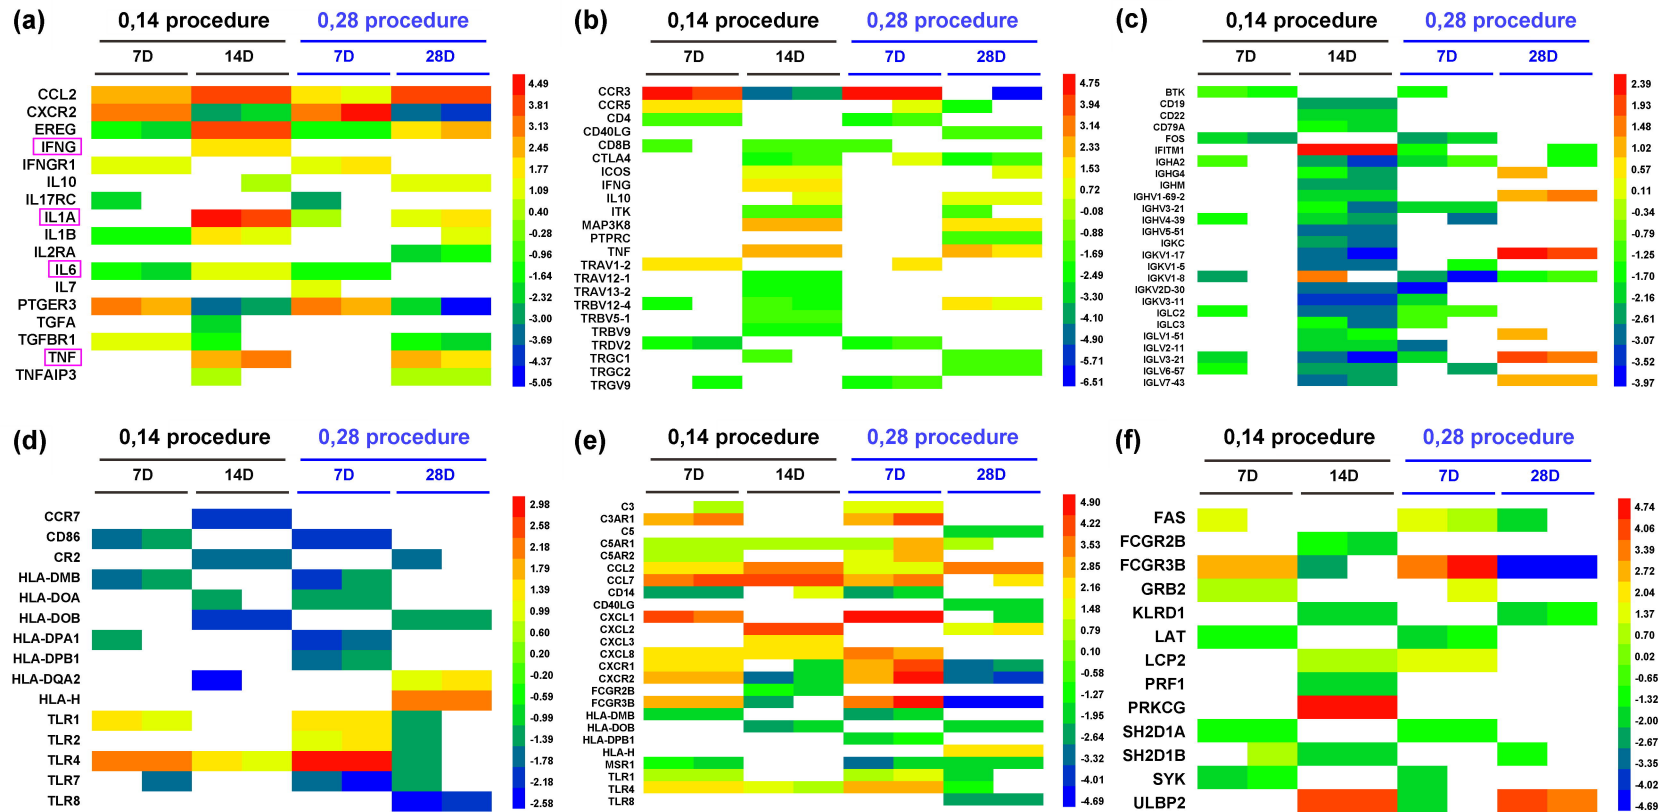 (a)
0,14 procedure
0,28 procedure
7D
14D
7D
28D
CCL2
CXCR2
EREG
IFNG
IFNGR1
IL10
IL17RC
IL1A
IL1B
IL2RA
IL6
IL7
PTGER3
TGFA
TGFBR1
TNF
TNFAIP3
4.49
3.81
3.13
2.45
1.77
1.09
0.40
-0.28
-0.96
-1.64
-2.32
-3.00
-3.69
-4.37
-5.05
(b)
0,14 procedure
0,28 procedure
7D
14D
7D
28D
CCR3
CCR5
CD4
CD40LG
CD8B
CTLA4
ICOS
IFNG
IL10
ITK
MAP3K8
PTPRC
TNF
TRAV1-2
TRAV12-1
TRAV13-2
TRBV12-4
TRBV5-1
TRBV9
TRDV2
TRGC1
TRGC2
TRGV9
4.75
3.94
3.14
2.33
1.53
0.72
-0.08
-0.88
-1.69
-2.49
-3.30
-4.10
-4.90
-5.71
-6.51
(c)
0,14 procedure
0,28 procedure
7D
14D
7D
28D
BTK
CD19
CD22
CD79A
FOS
IFITM1
IGHA2
IGHG4
IGHM
IGHV1-69-2
IGHV3-21
IGHV4-39
IGHV5-51
IGKC
IGKV1-17
IGKV1-5
IGKV1-8
IGKV2D-30
IGKV3-11
IGLC2
IGLC3
IGLV1-51
IGLV2-11
IGLV3-21
IGLV6-57
IGLV7-43
2.39
1.93
1.48
1.02
0.57
0.11
-0.34
-0.79
-1.25
-1.70
-2.16
-2.61
-3.07
-3.52
-3.97
(d)
0,14 procedure
0,28 procedure
7D
14D
7D
28D
CCR7
CD86
CR2
HLA-DMB
HLA-DOA
HLA-DOB
HLA-DPA1
HLA-DPB1
HLA-DQA2
HLA-H
TLR1
TLR2
TLR4
TLR7
TLR8
2.98
2.58
2.18
1.79
1.39
0.99
0.60
0.20
-0.20
-0.59
-0.99
-1.39
-1.78
-2.18
-2.58
(e)
0,14 procedure
0,28 procedure
7D
14D
7D
28D
C3
C3AR1
C5
C5AR1
C5AR2
CCL2
CCL7
CD14
CD40LG
CXCL1
CXCL2
CXCL3
CXCL8
CXCR1
CXCR2
FCGR2B
FCGR3B
HLA-DMB
HLA-DOB
HLA-DPB1
HLA-H
MSR1
TLR1
TLR4
TLR8
4.90
4.22
3.53
2.85
2.16
1.48
0.79
0.10
-0.58
-1.27
-1.95
-2.64
-3.32
-4.01
-4.69
(f)
0,14 procedure
0,28 procedure
7D
14D
7D
28D
FAS
FCGR2B
FCGR3B
GRB2
KLRD1
LAT
LCP2
PRF1
PRKCG
SH2D1A
SH2D1B
SYK
ULBP2
4.74
4.06
3.39
2.72
2.04
1.37
0.70
0.02
-0.65
-1.32
-2.00
-2.67
-3.35
-4.02
-4.69